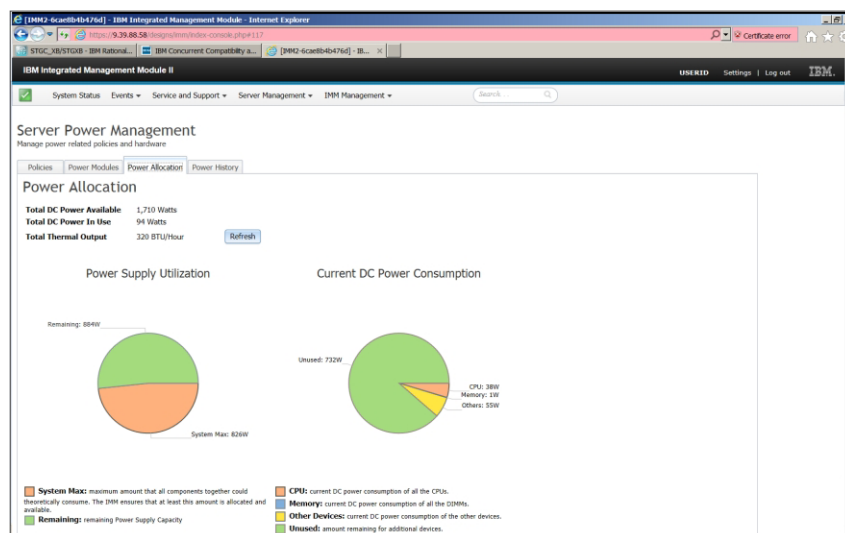 [IMM2-6cae8b4b476d] - IBM Integrated Management Module - Internet Explorer
https://9.39.88.58/designs/imm/index-console.php#117
Certificate error
STGC_XB/STGXB - IBM Rational...
IBM Concurrent Compatibility a...
[IMM2-6cae8b4b476d] - IB...
IBM Integrated Management Module II
USERID Settings | Log out IBM.
System Status Events Service and Support Server Management IMM Management Search
Server Power Management
Manage power related policies and hardware
Policies Power Modules Power Allocation Power History
Power Allocation
Total DC Power Available 1,710 Watts
Total DC Power In Use 94 Watts
Total Thermal Output 320 BTU/Hour Refresh
Power Supply Utilization
Remaining: 884W
System Max: 826W
Current DC Power Consumption
Unused: 732W
CPU: 38W
Memory: 1W
Others: 55W
System Max: maximum amount that all components together could
theoretically consume. The IMM ensures that at least this amount is allocated and
available.
Remaining: remaining Power Supply Capacity
CPU: current DC power consumption of all the CPUs.
Memory: current DC power consumption of all the DIMMs.
Other Devices: current DC power consumption of the other devices.
Unused: amount remaining for additional devices.